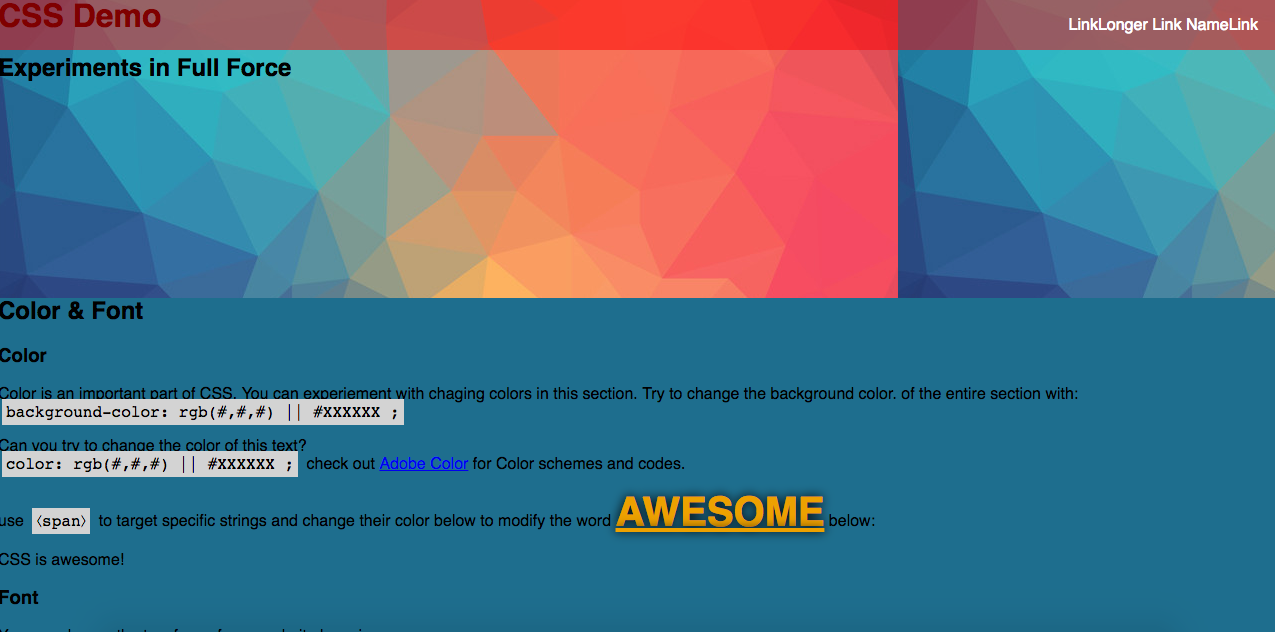 CSS Demo
LinkLonger Link NameLink
Experiments in Full Force
Color & Font
Color
Color is an important part of CSS. You can experiement with chaging colors in this section. Try to change the background color. of the entire section with:
background-color: rgb(#,#,#) || #XXXXXX ;
Can you try to change the color of this text?
color: rgb(#,#,#) || #XXXXXX ; check out Adobe Color for Color schemes and codes.
use ⟨span⟩ to target specific strings and change their color below to modify the word AWESOME below:
CSS is awesome!
Font